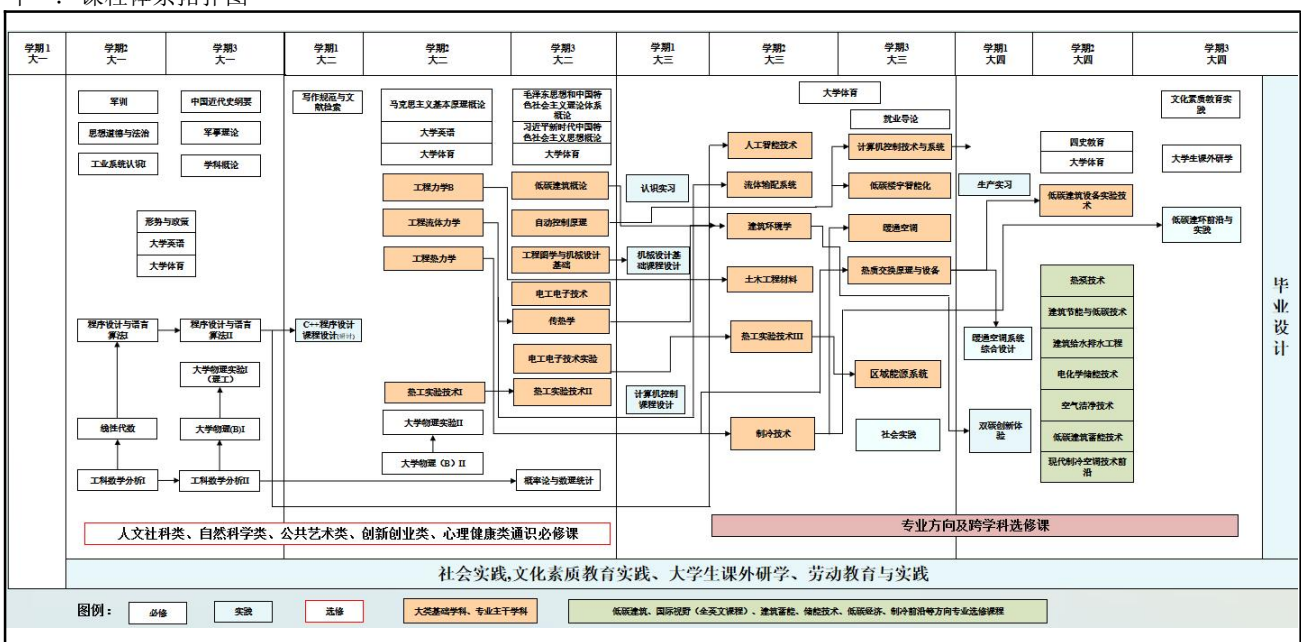 课程体系拓扑图
学期1
大一
学期2
大一
学期3
大一
学期1
大二
学期2
大二
学期3
大二
学期1
大三
学期2
大三
学期3
大三
学期1
大四
学期2
大四
学期3
大四
军训
思想道德与法治
工业系统认识I
中国近代史纲要
军事理论
学科概论
形势与政策
大学英语
大学体育
程序设计与语言
算法I
程序设计与语言
算法II
大学物理实验I
(理工)
线性代数
大学物理(B)I
工科数学分析I
工科数学分析II
写作规范与文
献检索
C++程序设计
课程设计(研讨)
马克思主义基本原理概论
大学英语
大学体育
工程力学B
工程流体力学
工程热力学
热工实验技术I
大学物理实验II
大学物理（B）II
毛泽东思想和中国特
色社会主义理论体系
概论
习近平新时代中国特
色社会主义思想概论
大学体育
低碳建筑概论
自动控制原理
工程图学与机械设计
基础
电工电子技术
传热学
电工电子技术实验
热工实验技术II
概率论与数理统计
认识实习
机械设计基
础课程设计
计算机控制
课程设计
大学体育
人工智能技术
流体输配系统
建筑环境学
土木工程材料
热工实验技术III
制冷技术
就业导论
计算机控制技术与系统
低碳楼宇智能化
暖通空调
热质交换原理与设备
区域能源系统
社会实践
生产实习
暖通空调系统
综合设计
双碳创新体
验
四史教育
大学体育
低碳建筑设备实验技
术
热泵技术
建筑节能与低碳技术
建筑给水排水工程
电化学储能技术
空气洁净技术
低碳建筑蓄能技术
现代制冷空调技术前
沿
文化素质教育实
践
大学生课外研学
低碳建环前沿与
实践
毕业设计
人文社科类、自然科学类、公共艺术类、创新创业类、心理健康类通识必修课
专业方向及跨学科选修课
社会实践,文化素质教育实践、大学生课外研学、劳动教育与实践
图例：
必修
实践
选修
大类基础学科、专业主干学科
低碳建筑、国际视野（全英文课程）、建筑蓄能、储能技术、低碳经济、制冷前沿等方向专业选修课程